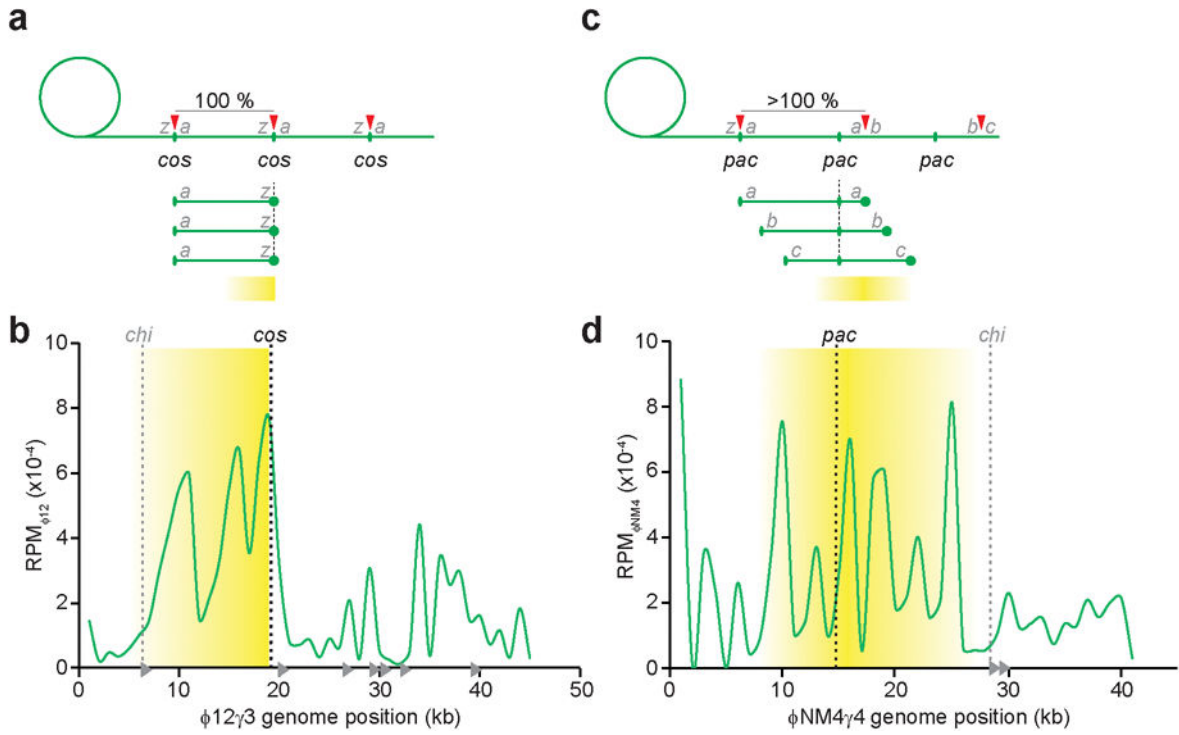 a
100 %
z a z a z a
cos cos cos
a z
a z
a z
b
chi cos
10
8
6
4
2
0
RPMϕ12 (x10-4)
0 10 20 30 40 50
ϕ12γ3 genome position (kb)
c
>100 %
z a a b b c
pac pac pac
a a
b b
c c
d
pac chi
10
8
6
4
2
0
RPMϕNM4 (x10-4)
0 10 20 30 40
ϕNM4γ4 genome position (kb)